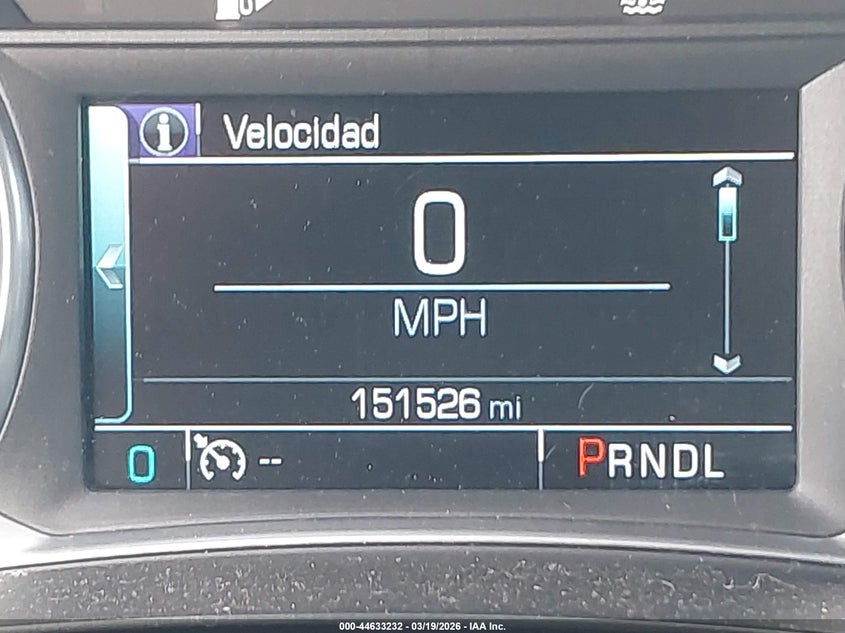 Velocidad
0
MPH
151526 mi
0 -- PRNDL
000-44633232 - 03/19/2026 - IAA Inc.